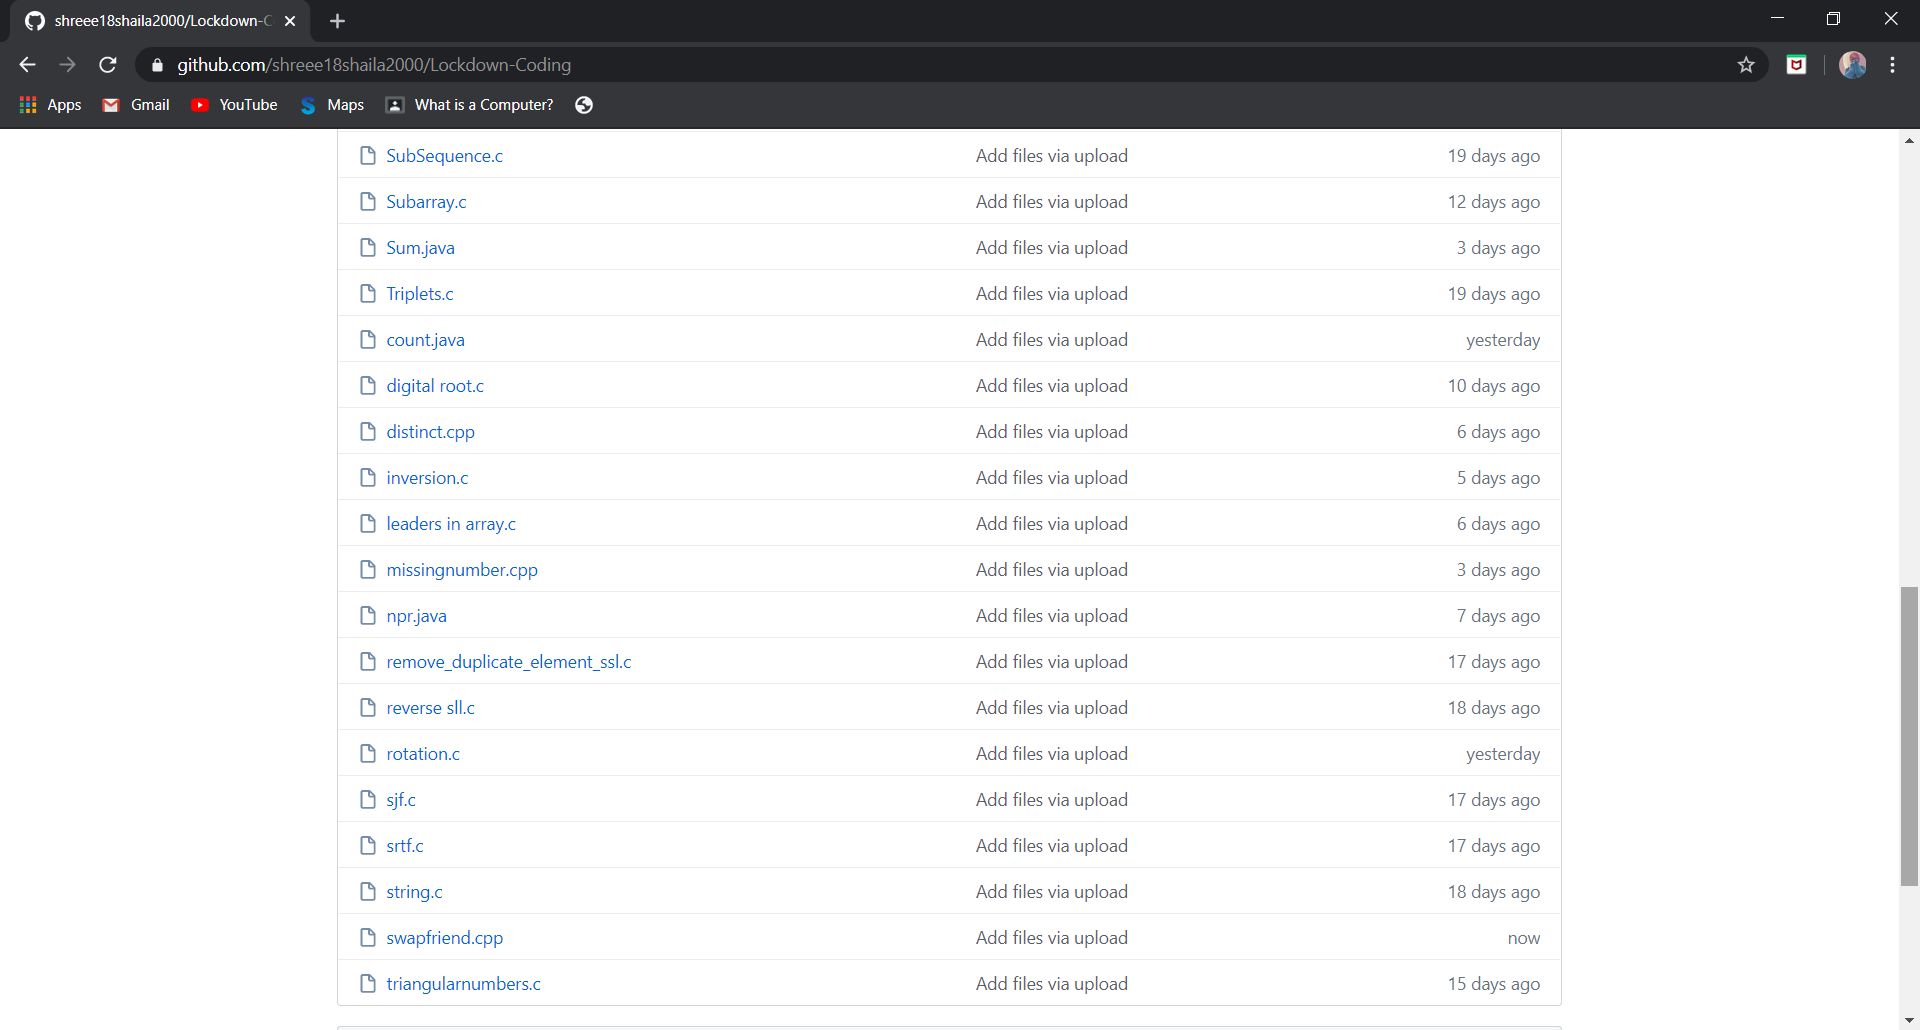 shreee18shaila2000/Lockdown-C
github.com/shreee18shaila2000/Lockdown-Coding
Apps Gmail YouTube Maps What is a Computer?
SubSequence.c Add files via upload 19 days ago
Subarray.c Add files via upload 12 days ago
Sum.java Add files via upload 3 days ago
Triplets.c Add files via upload 19 days ago
count.java Add files via upload yesterday
digital root.c Add files via upload 10 days ago
distinct.cpp Add files via upload 6 days ago
inversion.c Add files via upload 5 days ago
leaders in array.c Add files via upload 6 days ago
missingnumber.cpp Add files via upload 3 days ago
npr.java Add files via upload 7 days ago
remove_duplicate_element_ssl.c Add files via upload 17 days ago
reverse sll.c Add files via upload 18 days ago
rotation.c Add files via upload yesterday
sjf.c Add files via upload 17 days ago
srtf.c Add files via upload 17 days ago
string.c Add files via upload 18 days ago
swapfriend.cpp Add files via upload now
triangularnumbers.c Add files via upload 15 days ago